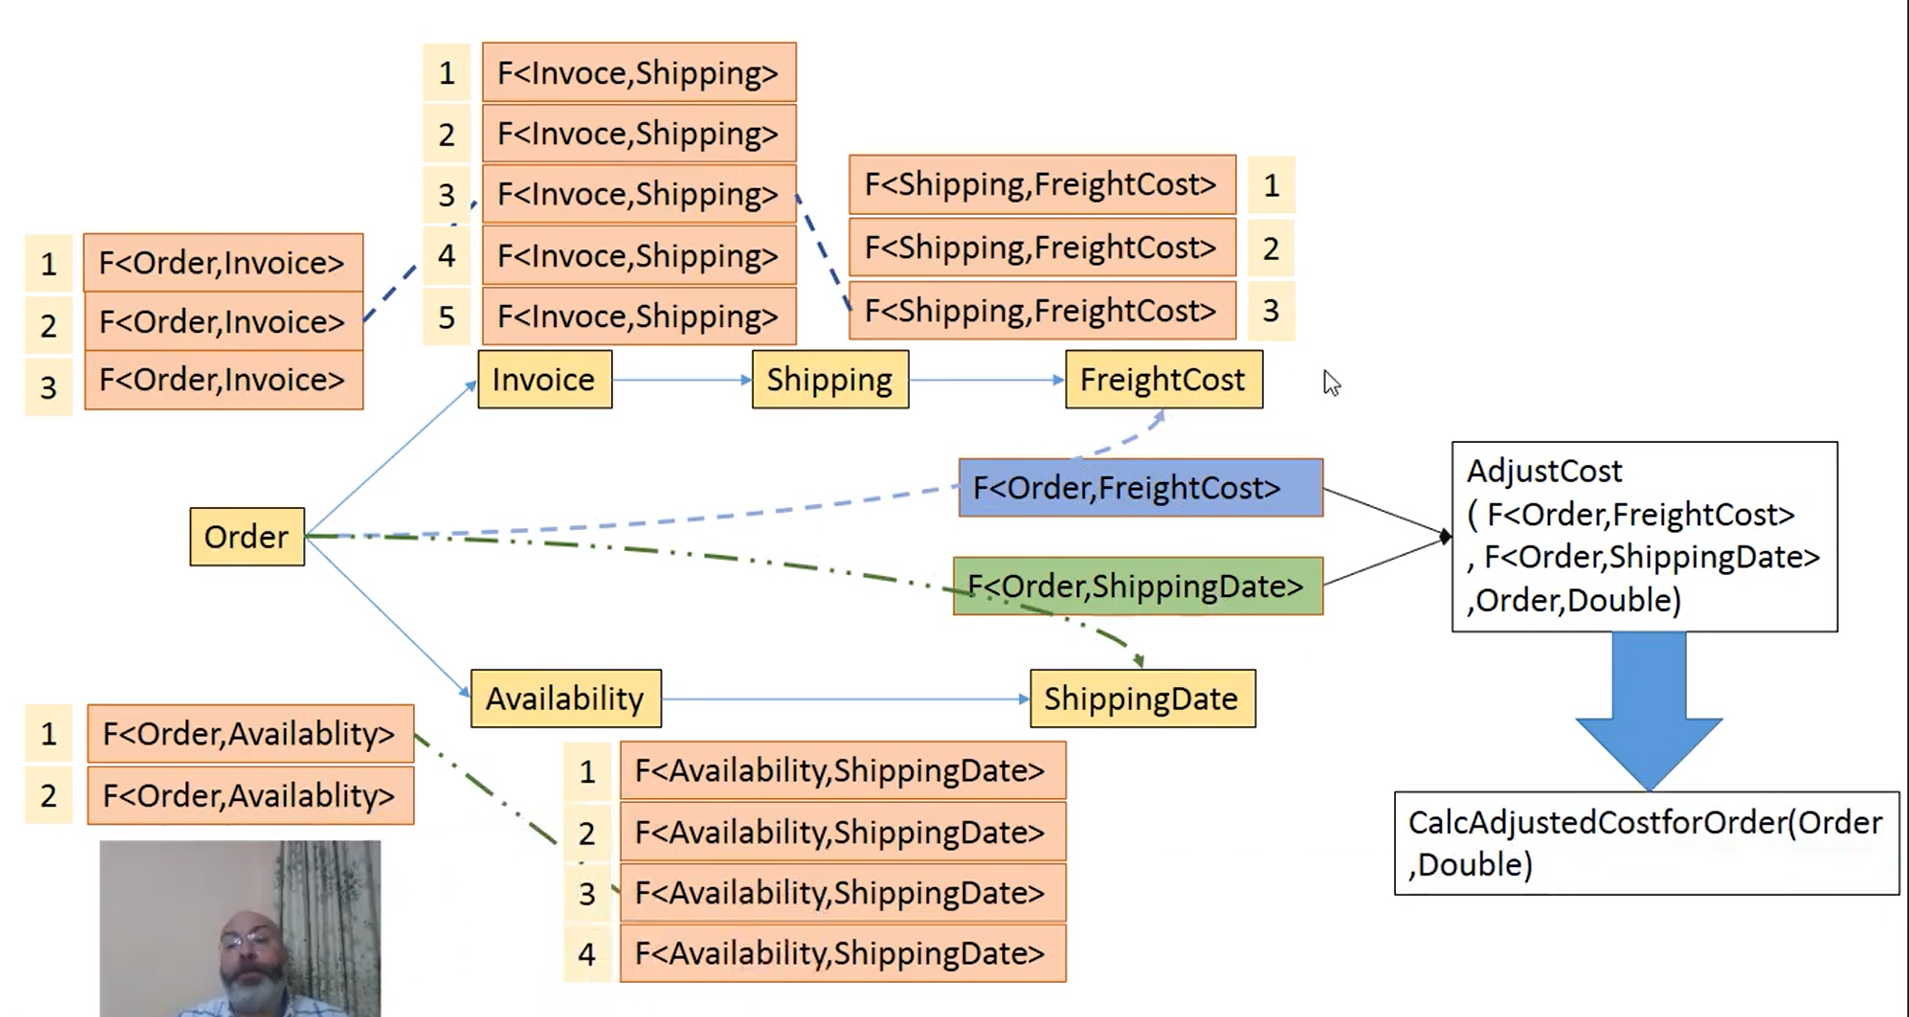 1
F<Invoce,Shipping>
2
F<Invoce,Shipping>
3
F<Invoce,Shipping>
4
F<Invoce,Shipping>
5
F<Invoce,Shipping>
F<Shipping,FreightCost>
1
F<Shipping,FreightCost>
2
F<Shipping,FreightCost>
3
1
F<Order,Invoice>
2
F<Order,Invoice>
3
F<Order,Invoice>
Invoice
Shipping
FreightCost
F<Order,FreightCost>
Order
F<Order,ShippingDate>
AdjustCost
( F<Order,FreightCost>
, F<Order,ShippingDate>
,Order,Double)
Availability
ShippingDate
1
F<Order,Availablity>
2
F<Order,Availablity>
1
F<Availability,ShippingDate>
2
F<Availability,ShippingDate>
3
F<Availability,ShippingDate>
4
F<Availability,ShippingDate>
CalcAdjustedCostforOrder(Order
,Double)